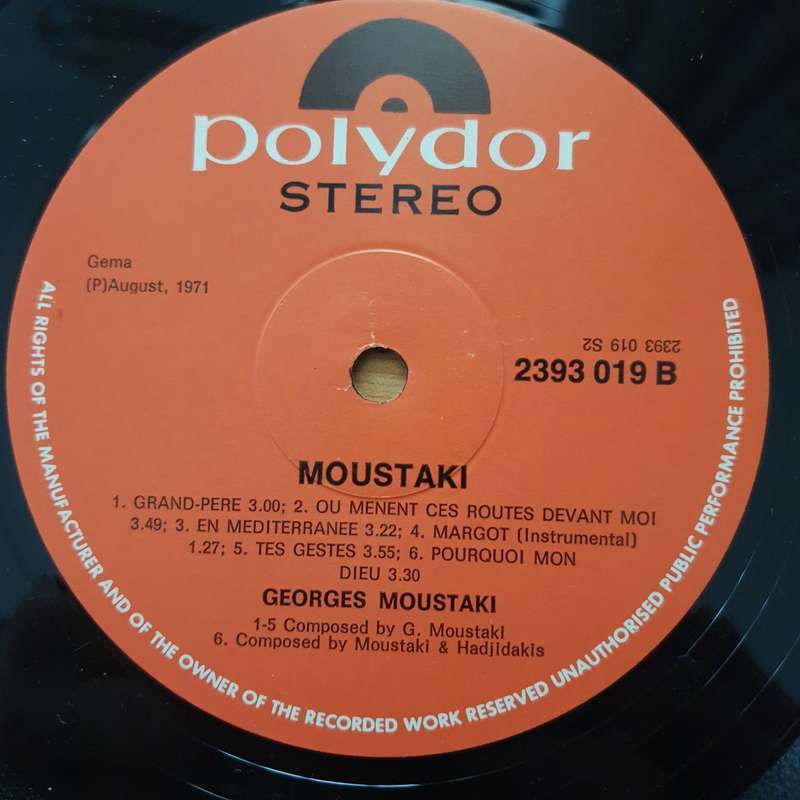 polydor
STEREO
Gema
(P)August, 1971
2393 019 S2
2393 019 B
MOUSTAKI
1. GRAND-PERE 3.00; 2. OU MENENT CES ROUTES DEVANT MOI
3.49; 3. EN MEDITERRANEE 3.22; 4. MARGOT (Instrumental)
1.27; 5. TES GESTES 3.55; 6. POURQUOI MON
DIEU 3.30
GEORGES MOUSTAKI
1-5 Composed by G. Moustaki
6. Composed by Moustaki & Hadjidakis
ALL RIGHTS OF THE MANUFACTURER AND OF THE OWNER OF THE RECORDED WORK RESERVED UNAUTHORISED PUBLIC PERFORMANCE PROHIBITED